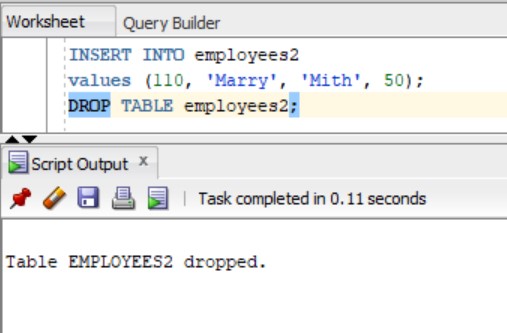 Worksheet Query Builder
INSERT INTO employees2
values (110, 'Marry', 'Mith', 50);
DROP TABLE employees2;
Script Output x
Task completed in 0.11 seconds
Table EMPLOYEES2 dropped.